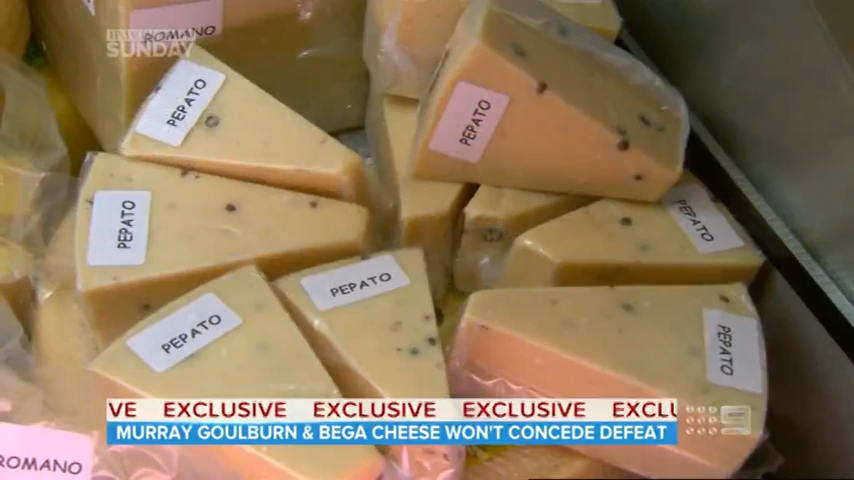 ROMANO
SUNDAY
PEPATO
PEPATO
PEPATO
PEPATO
PEPATO
PEPATO
PEPATO
VE EXCLUSIVE EXCLUSIVE EXCLUSIVE EXCLU
MURRAY GOULBURN & BEGA CHEESE WON'T CONCEDE DEFEAT
9
ROMANO